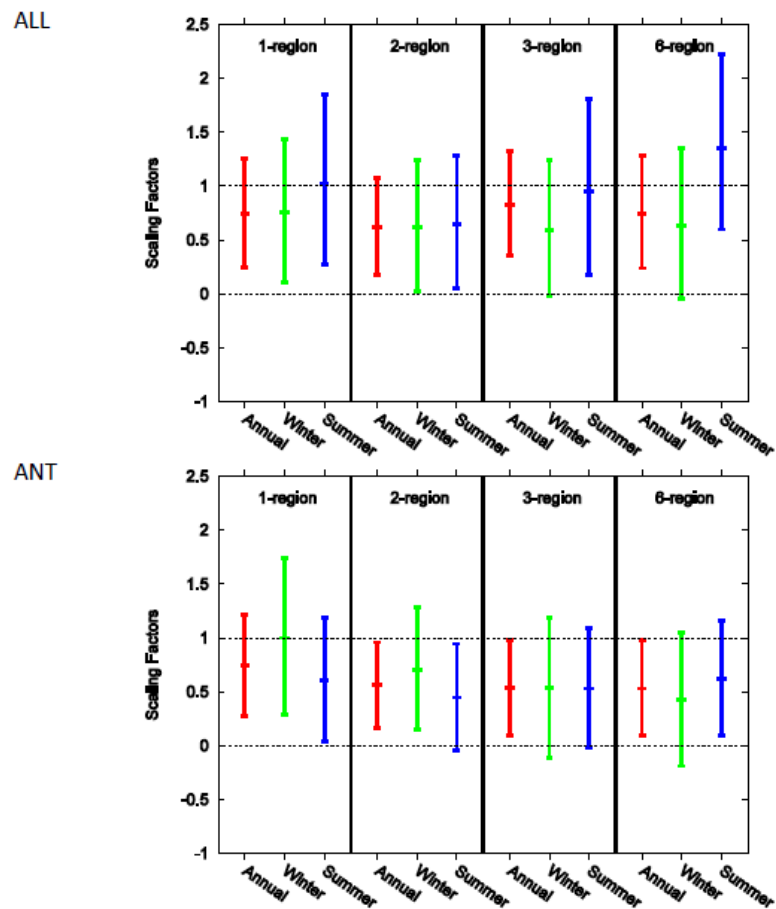 ALL
1-region 2-region 3-region 6-region
2.5
2
1.5
1
0.5
0
-0.5
-1
Scaling Factors
Annual Winter Summer Annual Winter Summer Annual Winter Summer Annual Winter Summer
ANT
1-region 2-region 3-region 6-region
2.5
2
1.5
1
0.5
0
-0.5
-1
Scaling Factors
Annual Winter Summer Annual Winter Summer Annual Winter Summer Annual Winter Summer